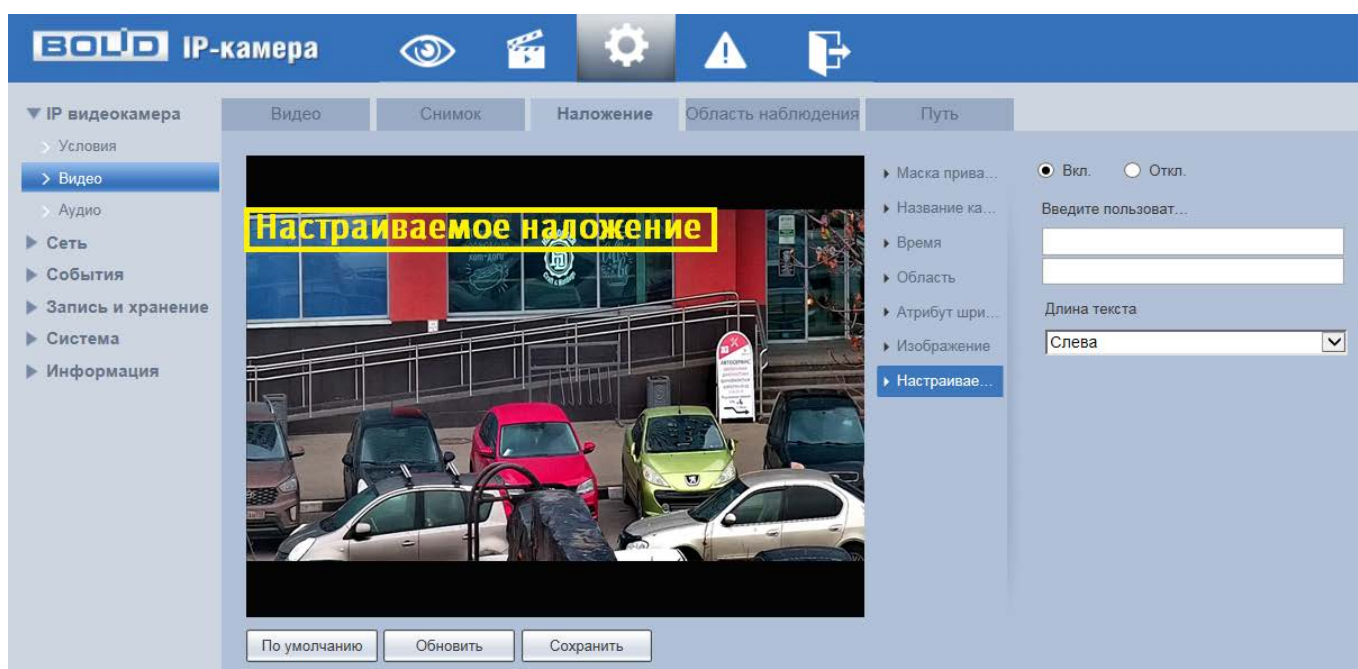 BOLID IP-камера
IP видеокамера
Условия
Видео
Аудио
Сеть
События
Запись и хранение
Система
Информация
Видео
Снимок
Наложение
Область наблюдения
Путь
Настраиваемое наложение
АВТОСЕРВИС
Маска прива...
Название ка...
Время
Область
Атрибут шри...
Изображение
Настраивае...
Вкл.
Откл.
Введите пользоват...
Длина текста
Слева
По умолчанию
Обновить
Сохранить